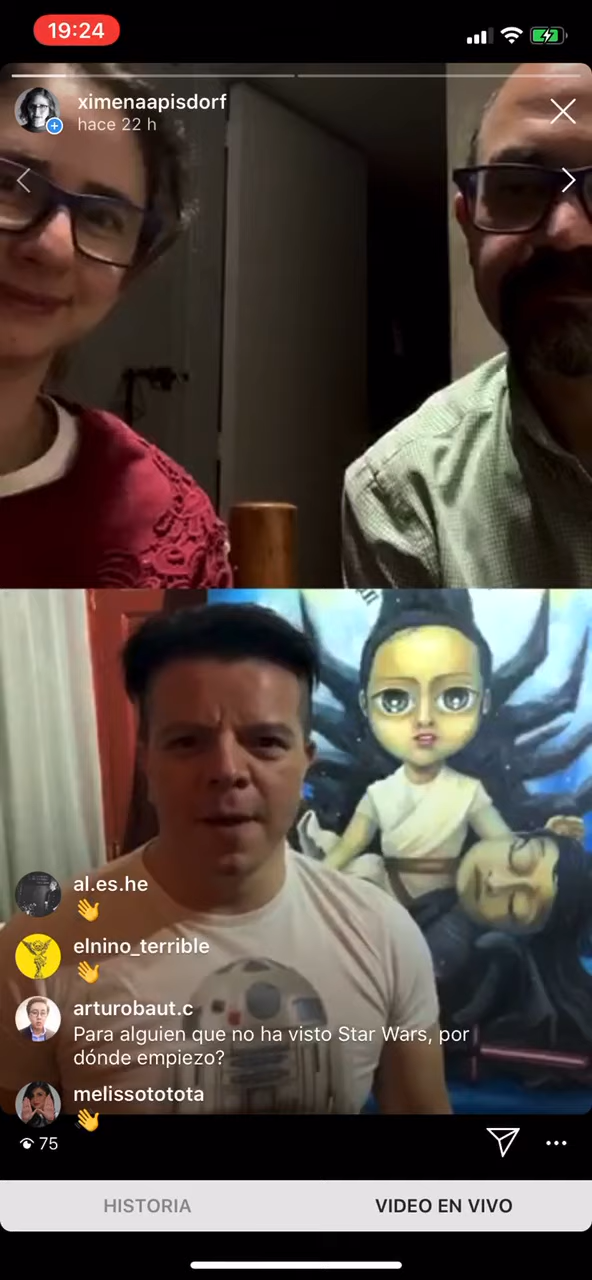 19:24
ximenaapisdorf
hace 22 h
al.es.he
👋
elnino_terrible
👋
arturobaut.c
Para alguien que no ha visto Star Wars, por
dónde empiezo?
melissototota
👋
75
HISTORIA
VIDEO EN VIVO